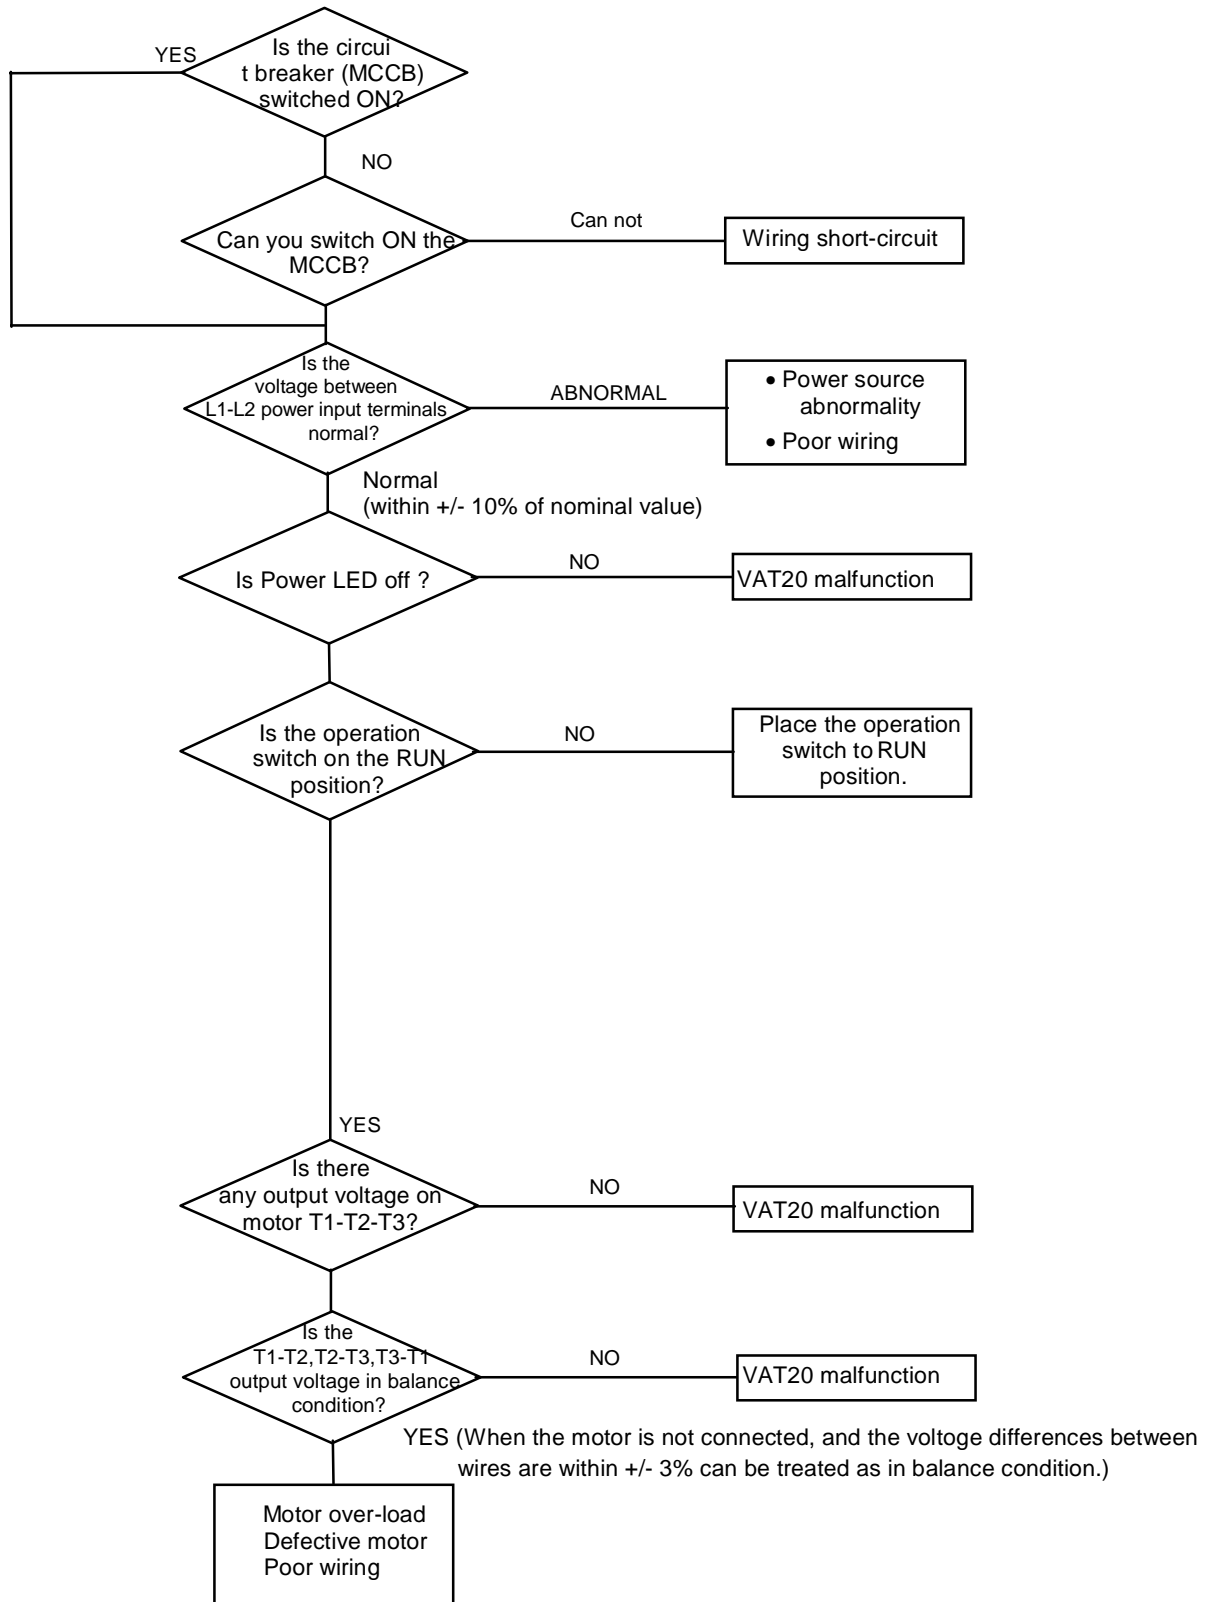 YES
Is the circui
t breaker (MCCB)
switched ON?
NO
Can you switch ON the
MCCB?
Can not
Wiring short-circuit
Is the
voltage between
L1-L2 power input terminals
normal?
ABNORMAL
• Power source
abnormality
• Poor wiring
Normal
(within +/- 10% of nominal value)
Is Power LED off ?
NO
VAT20 malfunction
Is the operation
switch on the RUN
position?
NO
Place the operation
switch to RUN
position.
YES
Is there
any output voltage on
motor T1-T2-T3?
NO
VAT20 malfunction
Is the
T1-T2,T2-T3,T3-T1
output voltage in balance
condition?
NO
VAT20 malfunction
YES (When the motor is not connected, and the voltoge differences between
wires are within +/- 3% can be treated as in balance condition.)
Motor over-load
Defective motor
Poor wiring